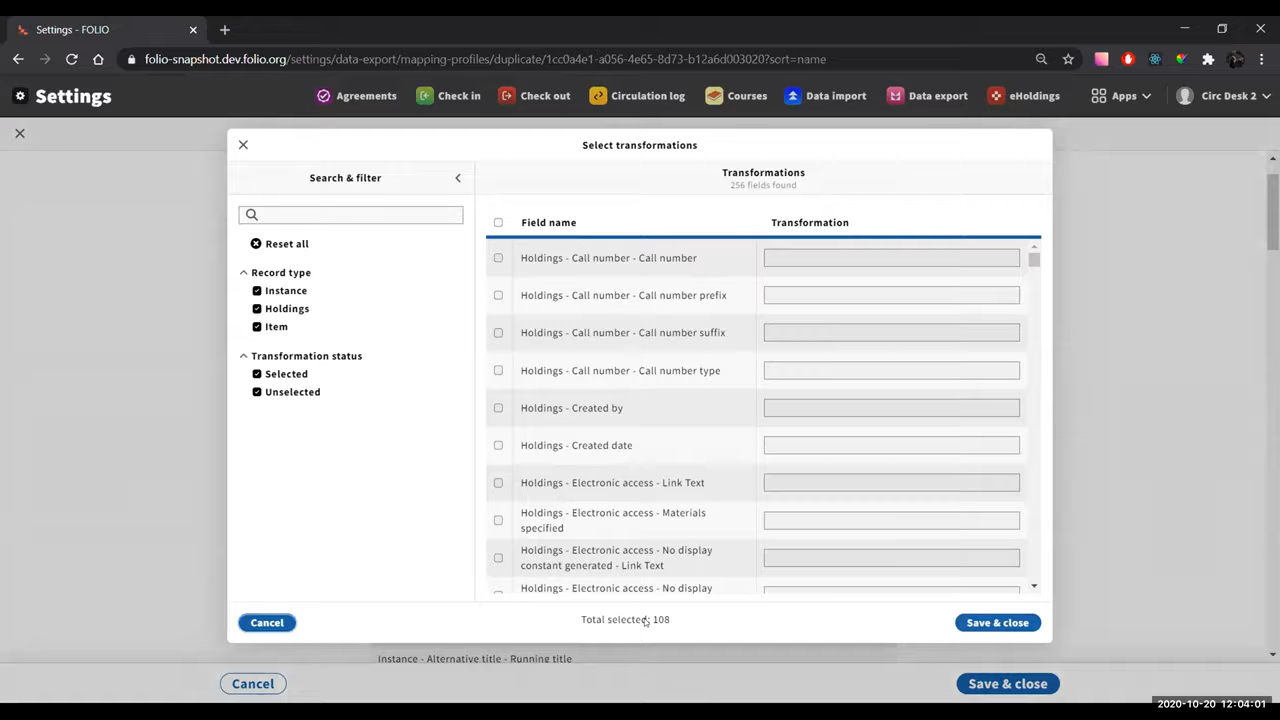 Settings - FOLIO
folio-snapshot.dev.folio.org/settings/data-export/mapping-profiles/duplicate/1cc0a4e1-a056-4e65-8d73-b12a6d003020?sort=name
Settings
Agreements
Check in
Check out
Circulation log
Courses
Data import
Data export
eHoldings
Apps
Circ Desk 2
Select transformations
Search & filter
Reset all
Record type
Instance
Holdings
Item
Transformation status
Selected
Unselected
Transformations
256 fields found
Field name Transformation
Holdings - Call number - Call number
Holdings - Call number - Call number prefix
Holdings - Call number - Call number suffix
Holdings - Call number - Call number type
Holdings - Created by
Holdings - Created date
Holdings - Electronic access - Link Text
Holdings - Electronic access - Materials
specified
Holdings - Electronic access - No display
constant generated - Link Text
Holdings - Electronic access - No display
Cancel
Total selected: 108
Save & close
Instance - Alternative title - Running title
Cancel
Save & close
2020-10-20 12:04:01